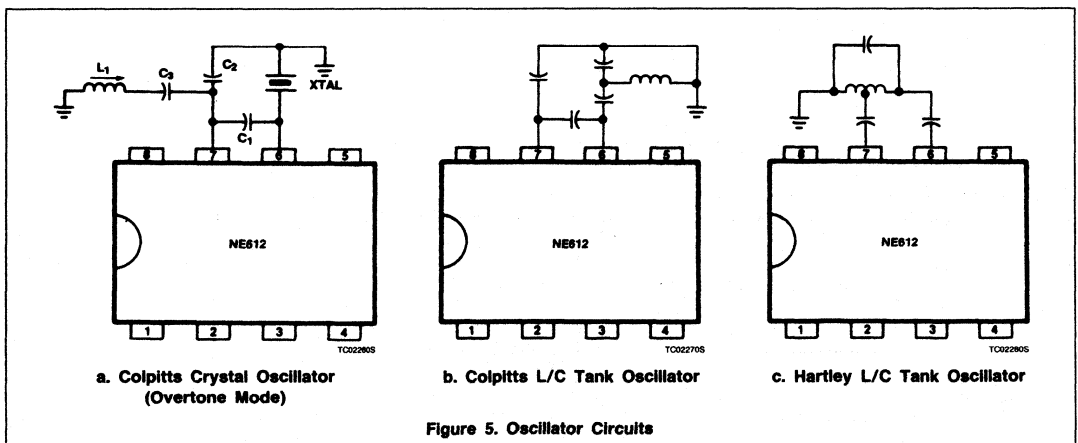 L1
C3
C2
XTAL
C1
8 7 6 5
NE612
1 2 3 4
TC02260S
a. Colpitts Crystal Oscillator
(Overtone Mode)
8 7 6 5
NE612
1 2 3 4
TC02270S
b. Colpitts L/C Tank Oscillator
8 7 6 5
NE612
1 2 3 4
TC02280S
c. Hartley L/C Tank Oscillator
Figure 5. Oscillator Circuits